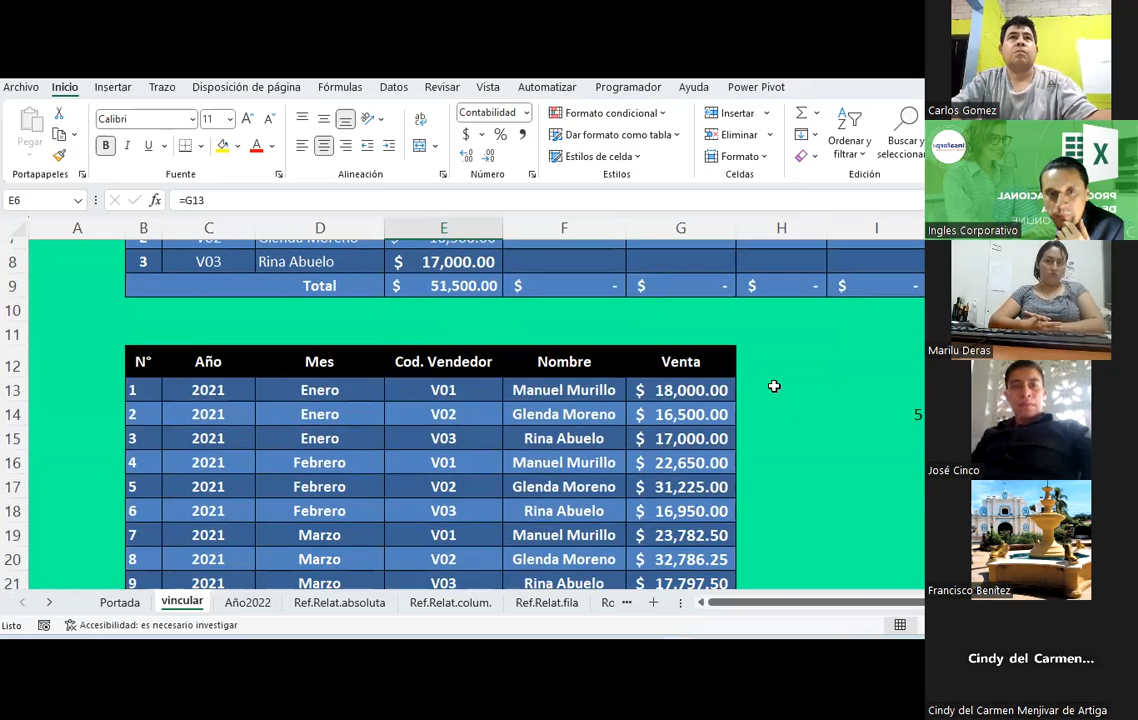 Archivo Inicio Insertar Trazo Disposición de página Fórmulas Datos Revisar Vista Automatizar Programador Ayuda Power Pivot
Pegar
Portapapeles
Calibri 11
Fuente
Alineación
Contabilidad
$ % ,
Número
Formato condicional
Dar formato como tabla
Estilos de celda
Estilos
Insertar
Eliminar
Formato
Celdas
Ordenar y
filtrar
Buscar y
seleccionar
Edición
E6 =G13
A B C D E F G H I
8 3 V03 Rina Abuelo $ 17,000.00
9 Total $ 51,500.00 $ - $ - $ - $ -
10
11
12 N° Año Mes Cod. Vendedor Nombre Venta
13 1 2021 Enero V01 Manuel Murillo $ 18,000.00
14 2 2021 Enero V02 Glenda Moreno $ 16,500.00 5
15 3 2021 Enero V03 Rina Abuelo $ 17,000.00
16 4 2021 Febrero V01 Manuel Murillo $ 22,650.00
17 5 2021 Febrero V02 Glenda Moreno $ 31,225.00
18 6 2021 Febrero V03 Rina Abuelo $ 16,950.00
19 7 2021 Marzo V01 Manuel Murillo $ 23,782.50
20 8 2021 Marzo V02 Glenda Moreno $ 32,786.25
21 9 2021 Marzo V03 Rina Abuelo $ 17,797.50
Portada vincular Año2022 Ref.Relat.absoluta Ref.Relat.colum. Ref.Relat.fila
Listo Accesibilidad: es necesario investigar
Carlos Gomez
X
Ingles Corporativo
Marilu Deras
José Cinco
Francisco Benítez
Cindy del Carmen...
Cindy del Carmen Menjivar de Artiga